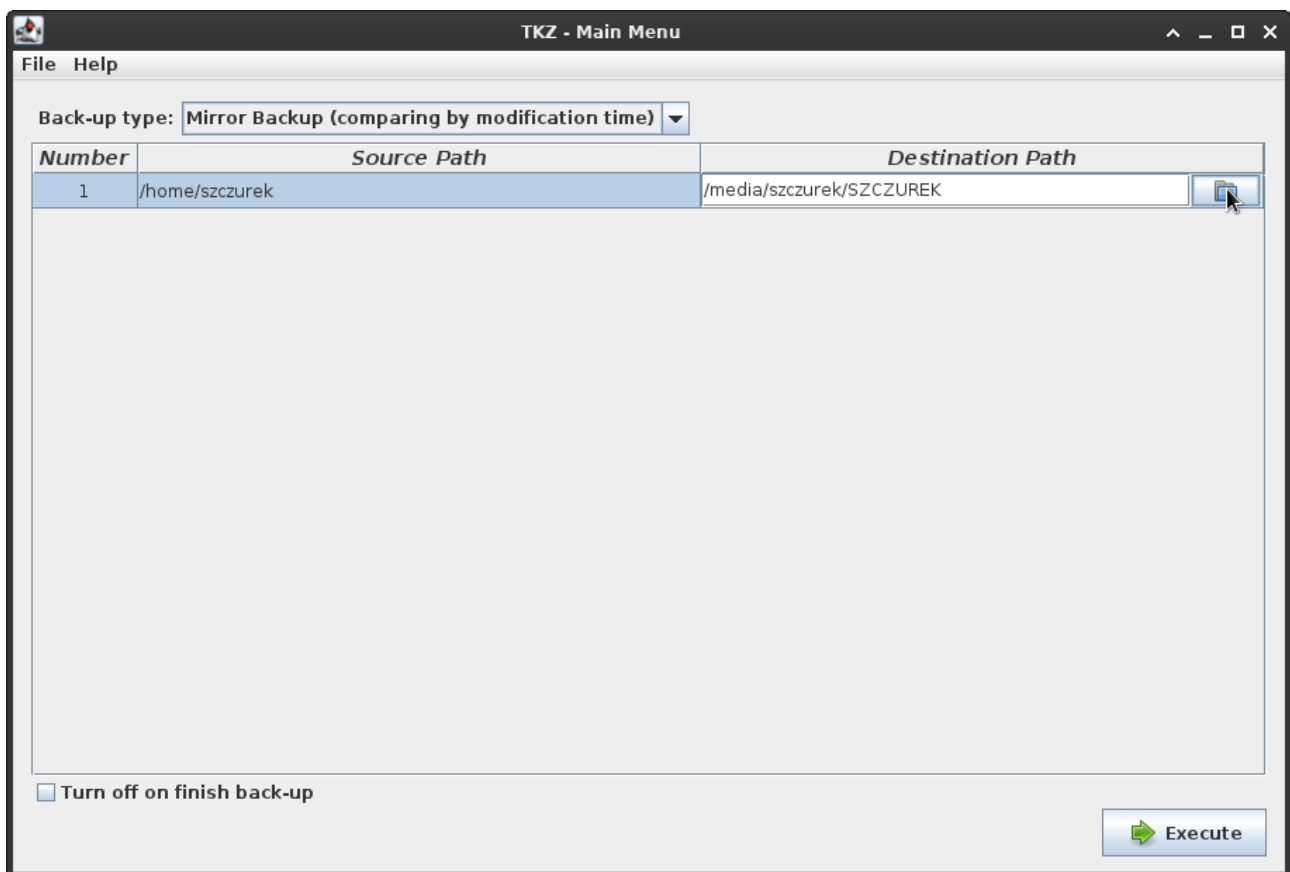 TKZ - Main Menu
File Help
Back-up type: Mirror Backup (comparing by modification time)
Number Source Path Destination Path
1 /home/szczurek /media/szczurek/SZCZUREK
Turn off on finish back-up
Execute